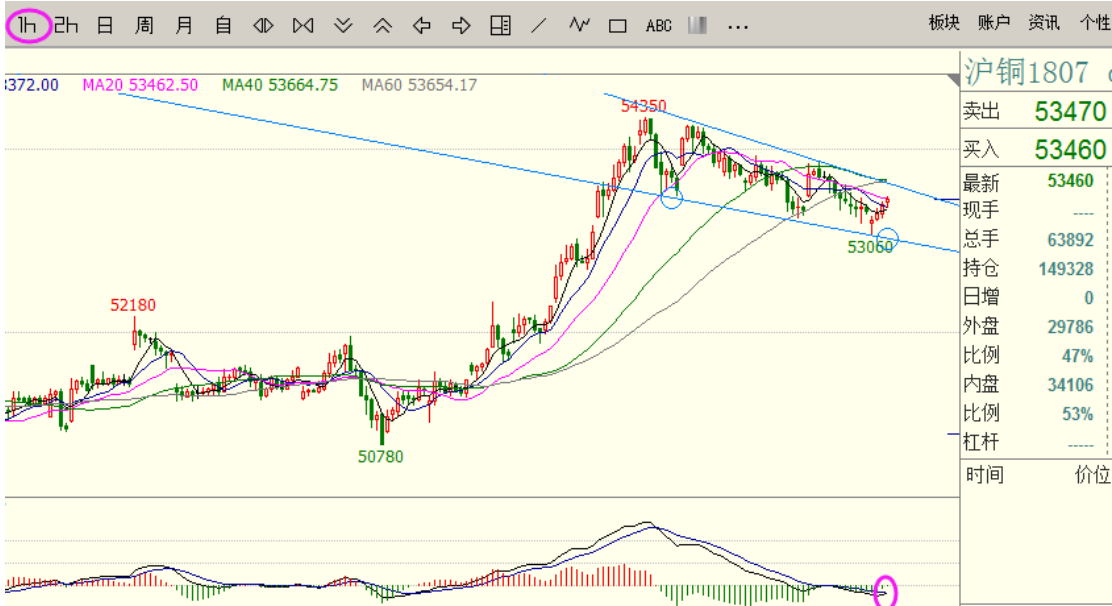 1h 2h 日 周 月 自 ABC ... 板块 账户 资讯 个性
372.00 MA20 53462.50 MA40 53664.75 MA60 53654.17
54350
53060
52180
50780
沪铜1807
卖出 53470
买入 53460
最新 53460
现手 ----
总手 63892
持仓 149328
日增 0
外盘 29786
比例 47%
内盘 34106
比例 53%
杠杆 -----
时间 价位